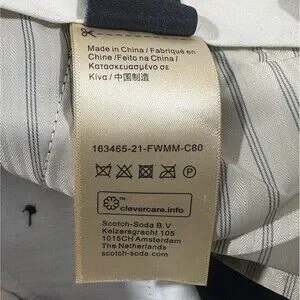 Made in China / Fabriqué en
Chine /Feito na China /
Κατασκευασμένο σε
Κίνα / 中国制造
163465-21-FWMM-C80
clevercare.info
Scotch-Soda B.V
Keizersgracht 105
1016CH Amsterdam
The Netherlands
scotch-soda.com